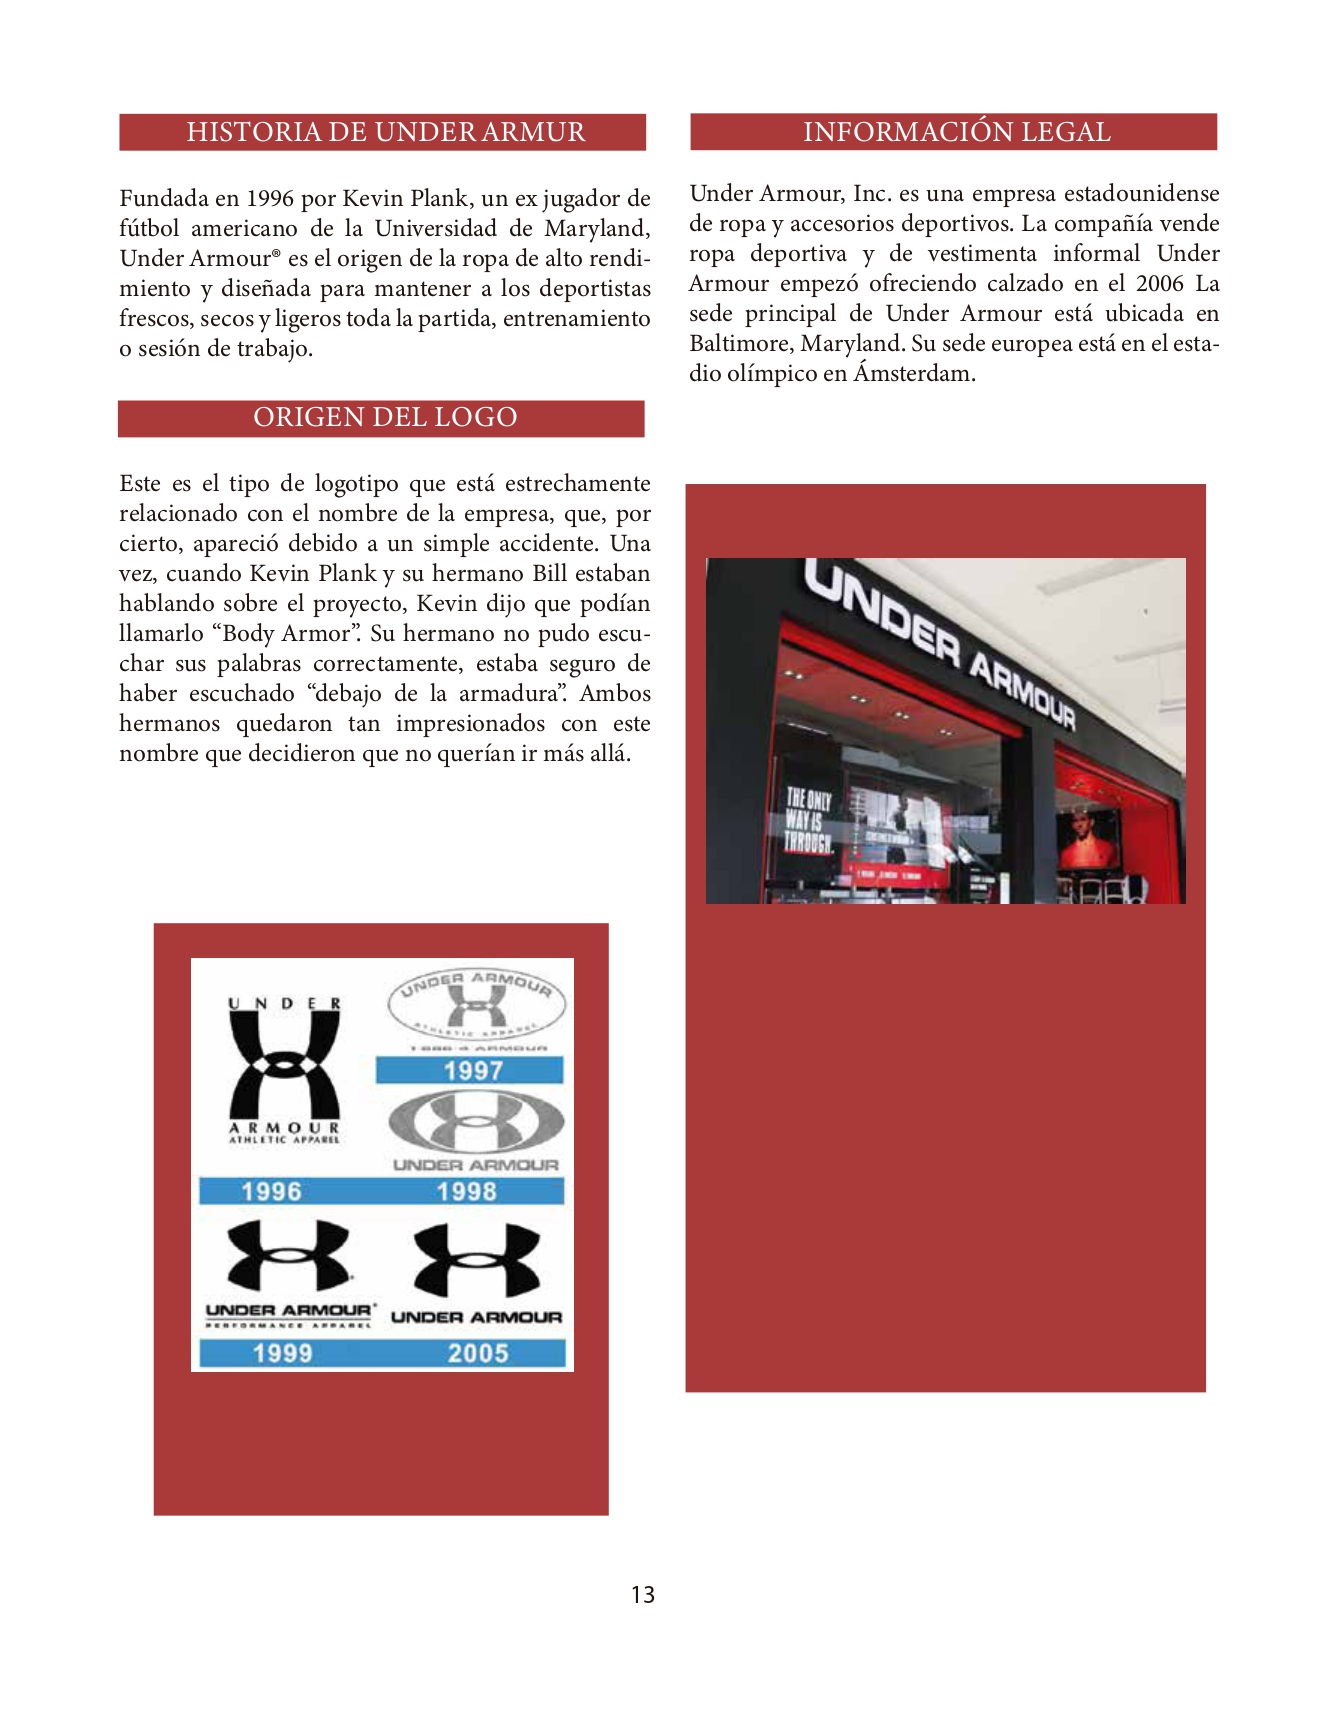 HISTORIA DE UNDER ARMUR
Fundada en 1996 por Kevin Plank, un ex jugador de
fútbol americano de la Universidad de Maryland,
Under Armour® es el origen de la ropa de alto rendi-
miento y diseñada para mantener a los deportistas
frescos, secos y ligeros toda la partida, entrenamiento
o sesión de trabajo.
ORIGEN DEL LOGO
Este es el tipo de logotipo que está estrechamente
relacionado con el nombre de la empresa, que, por
cierto, apareció debido a un simple accidente. Una
vez, cuando Kevin Plank y su hermano Bill estaban
hablando sobre el proyecto, Kevin dijo que podían
llamarlo “Body Armor”. Su hermano no pudo escu-
char sus palabras correctamente, estaba seguro de
haber escuchado “debajo de la armadura”. Ambos
hermanos quedaron tan impresionados con este
nombre que decidieron que no querían ir más allá.
UNDER
ARMOUR
ATHLETIC APPAREL
1996
UNDER ARMOUR
ATHLETIC APPAREL
ARMOUR
1997
UNDER ARMOUR
1998
UNDER ARMOUR®
PERFORMANCE APPAREL
1999
UNDER ARMOUR
2005
INFORMACIÓN LEGAL
Under Armour, Inc. es una empresa estadounidense
de ropa y accesorios deportivos. La compañía vende
ropa deportiva y de vestimenta informal Under
Armour empezó ofreciendo calzado en el 2006 La
sede principal de Under Armour está ubicada en
Baltimore, Maryland. Su sede europea está en el esta-
dio olímpico en Ámsterdam.
UNDER ARMOUR
THE ONLY
WAY IS
THROUGH.
13